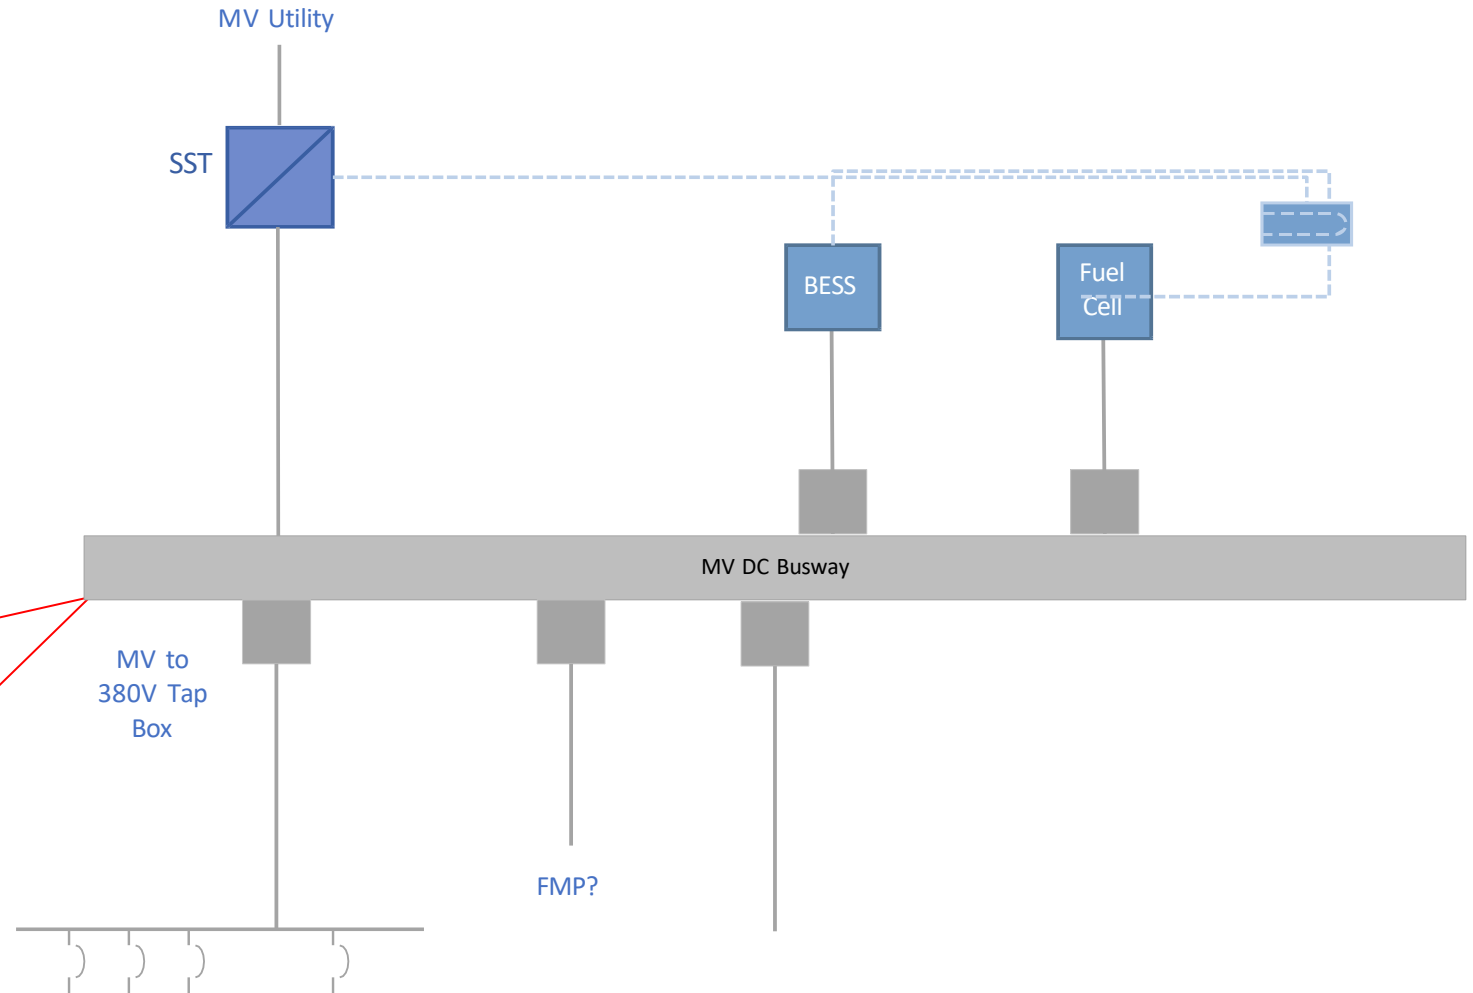 MV Utility
SST
BESS
Fuel
Cell
MV DC Busway
MV to
380V Tap
Box
FMP?